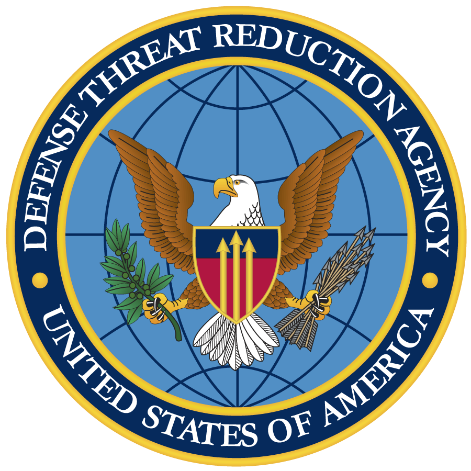 DEFENSE THREAT REDUCTION AGENCY
UNITED STATES OF AMERICA